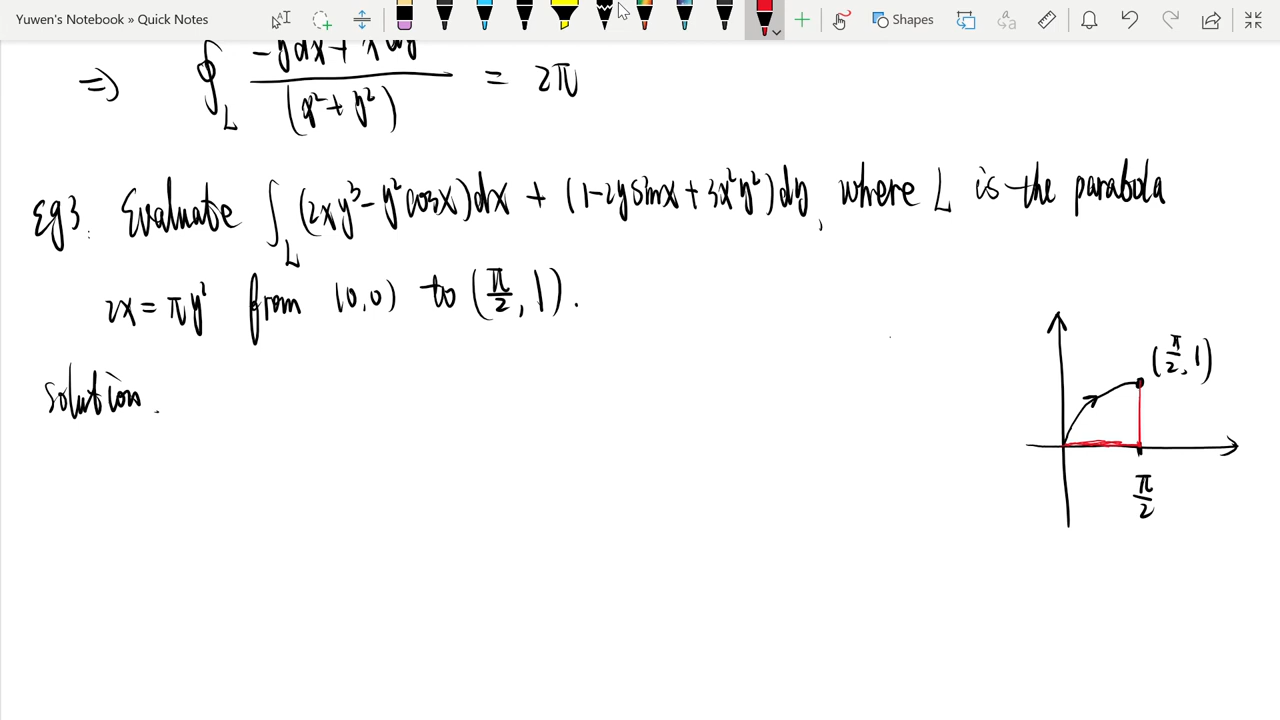 Yuwen's Notebook » Quick Notes
Shapes
⇒ ∮_L (-ydx + xdy)/(x² + y²) = 2π
Eg3. Evaluate ∫_L (2xy³ - y²cosx)dx + (1-2ysinx + 3x²y²)dy, where L is the parabola
2x = πy² from (0,0) to (π/2, 1).
Solution.
(π/2, 1)
π/2